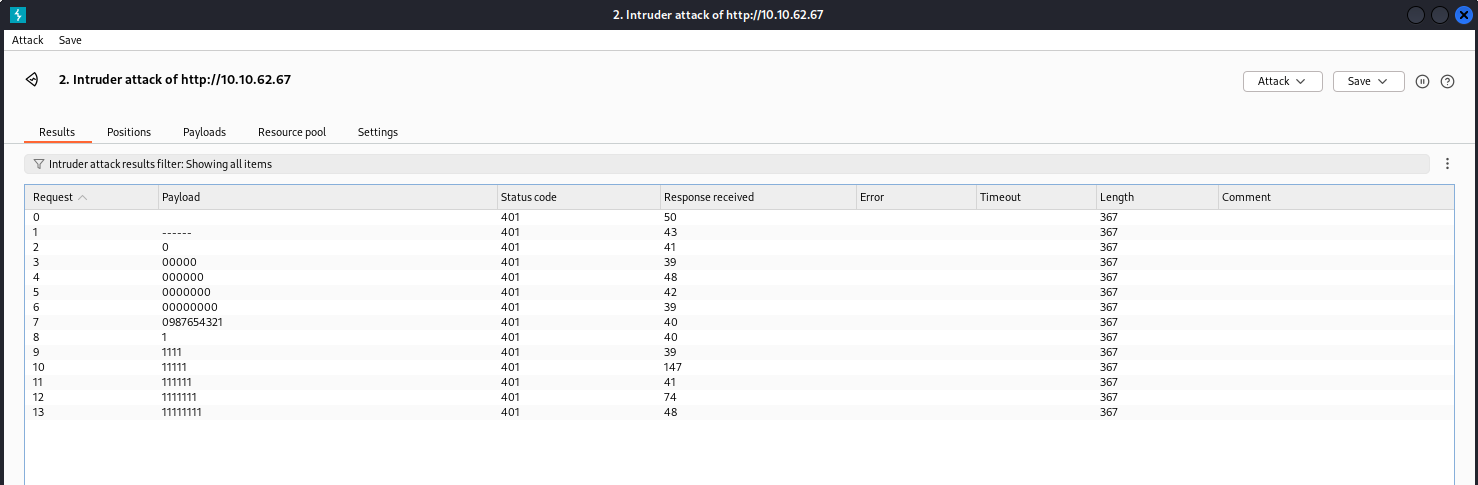 2. Intruder attack of http://10.10.62.67
Attack Save
2. Intruder attack of http://10.10.62.67
Attack Save
Results Positions Payloads Resource pool Settings
Intruder attack results filter: Showing all items
Request Payload Status code Response received Error Timeout Length Comment
0 401 50 367
1 ------ 401 43 367
2 0 401 41 367
3 00000 401 39 367
4 000000 401 48 367
5 0000000 401 42 367
6 00000000 401 39 367
7 0987654321 401 40 367
8 1 401 40 367
9 1111 401 39 367
10 11111 401 147 367
11 111111 401 41 367
12 1111111 401 74 367
13 11111111 401 48 367